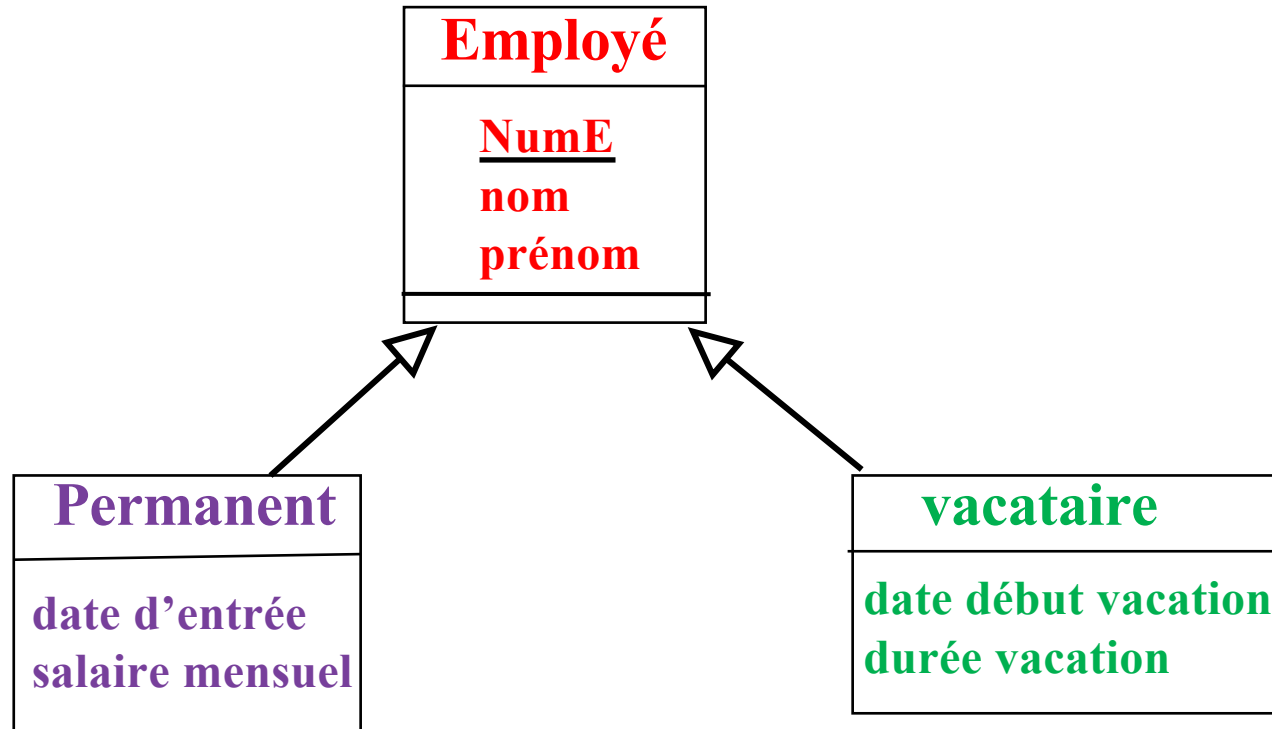 Employé
NumE
nom
prénom
Permanent
date d’entrée
salaire mensuel
vacataire
date début vacation
durée vacation